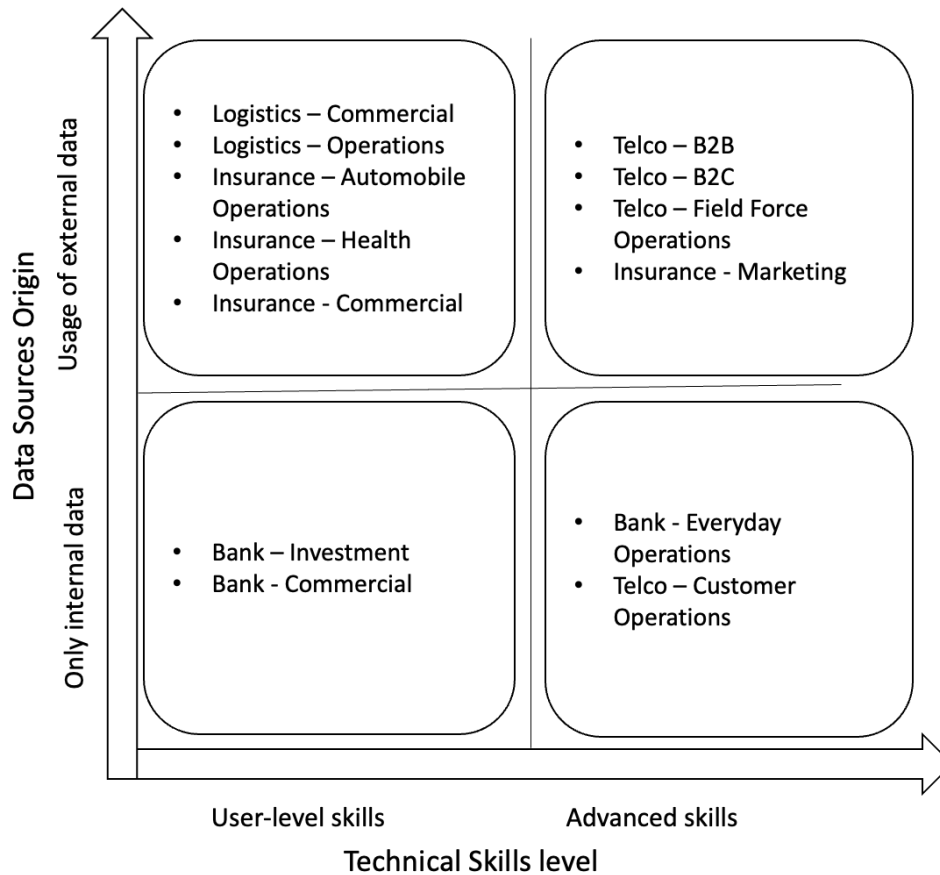 Data Sources Origin
Usage of external data
• Logistics – Commercial
• Logistics – Operations
• Insurance – Automobile
Operations
• Insurance – Health
Operations
• Insurance - Commercial
• Telco – B2B
• Telco – B2C
• Telco – Field Force
Operations
• Insurance - Marketing
Only internal data
• Bank – Investment
• Bank - Commercial
• Bank - Everyday
Operations
• Telco – Customer
Operations
User-level skills
Advanced skills
Technical Skills level